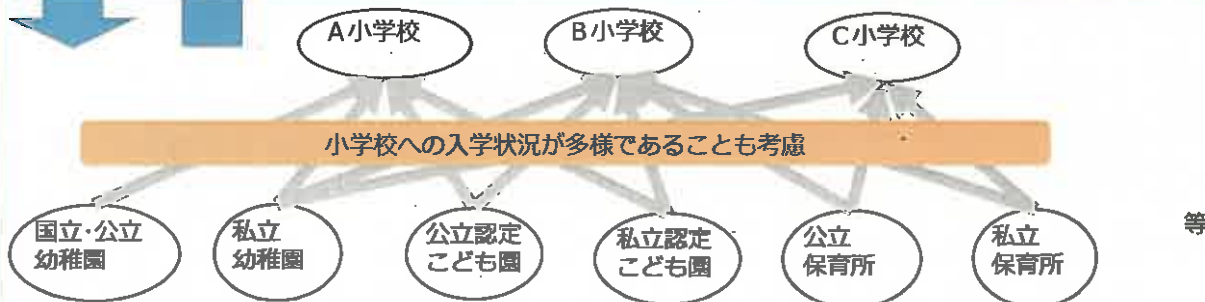 A小学校
B小学校
C小学校
小学校への入学状況が多様であることも考慮
国立・公立
幼稚園
私立
幼稚園
公立認定
こども園
私立認定
こども園
公立
保育所
私立
保育所
等